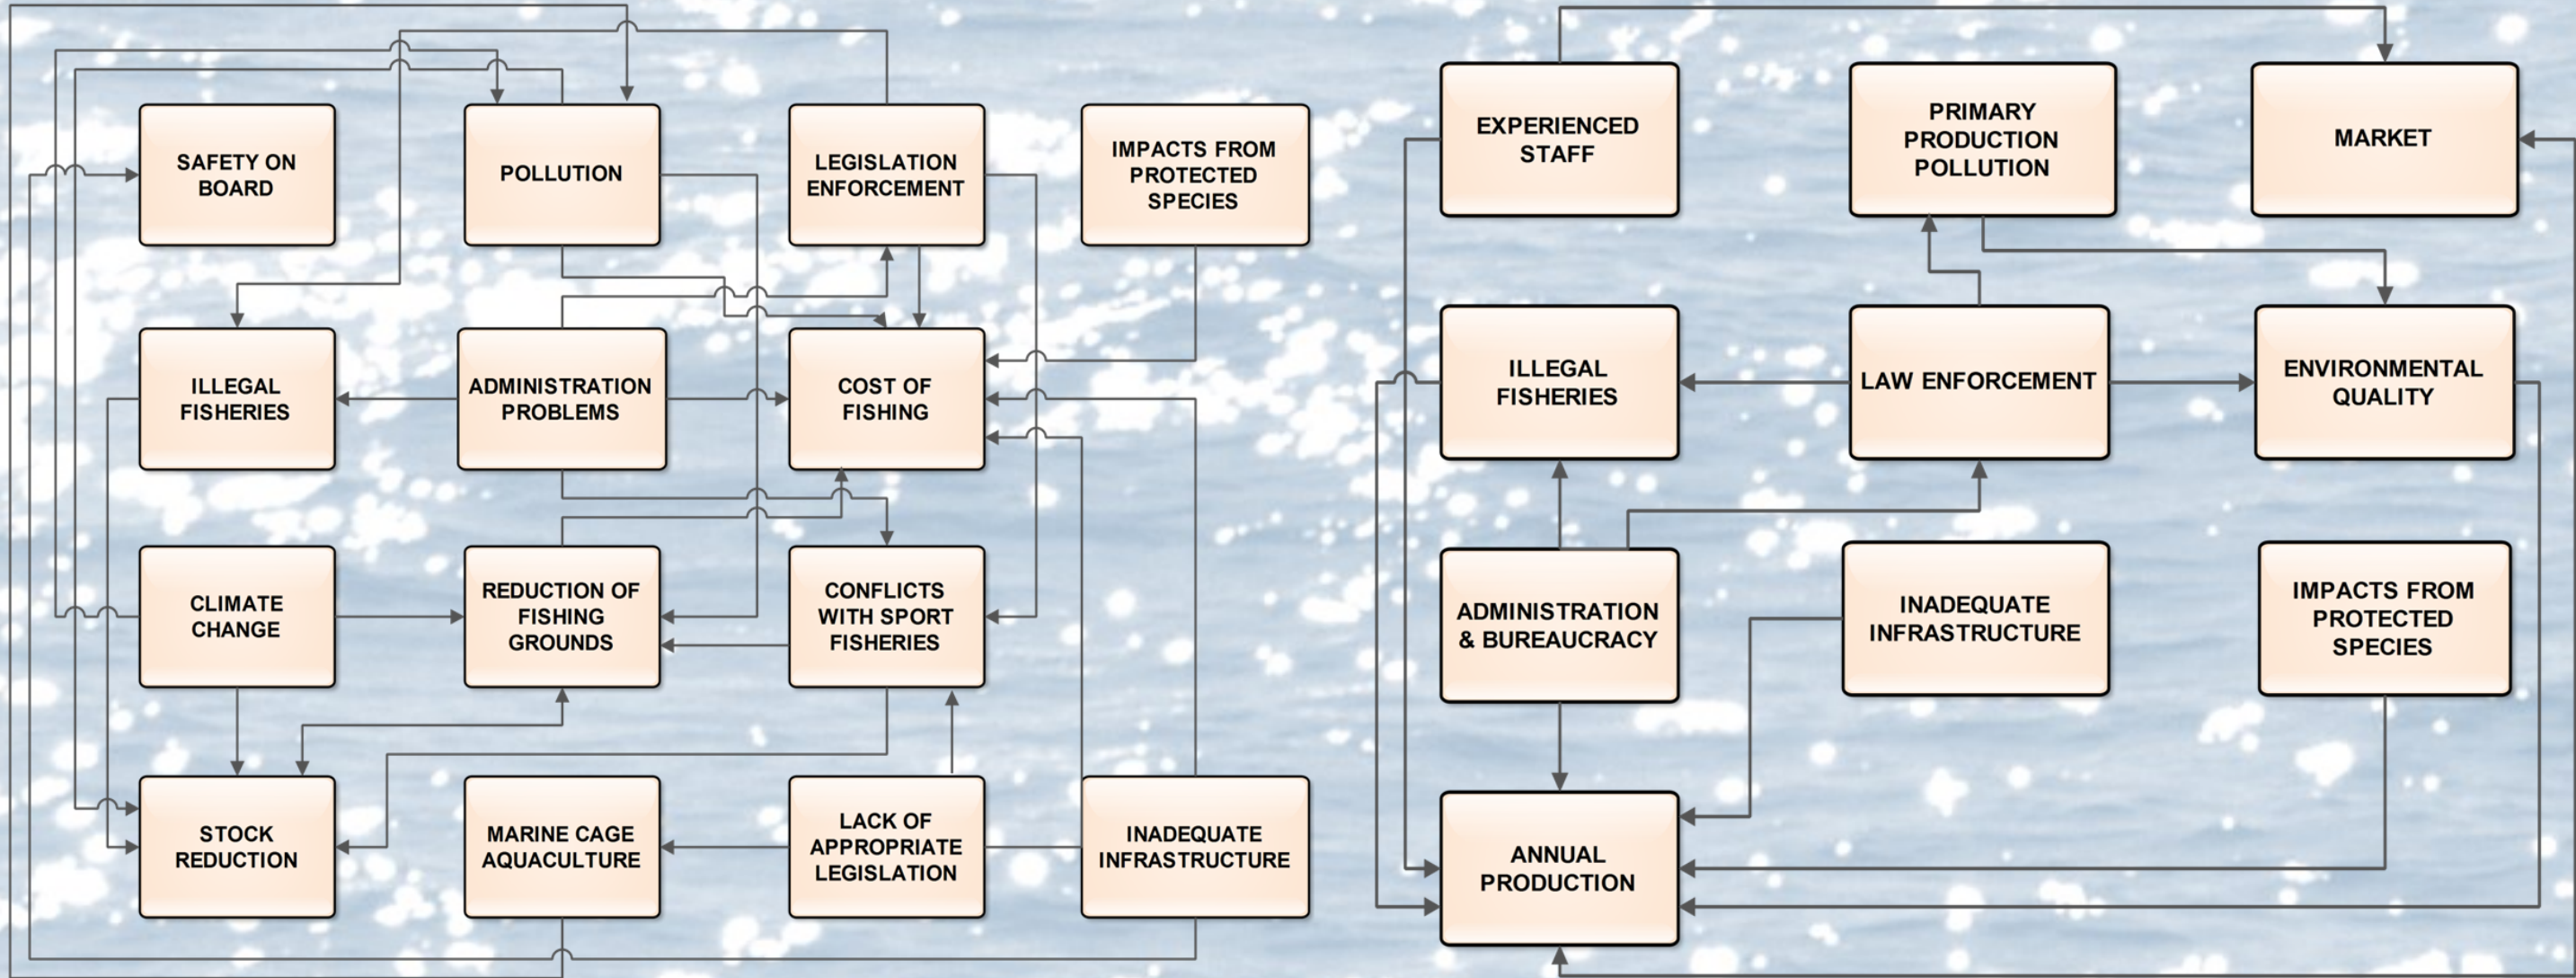 SAFETY ON
BOARD
POLLUTION
LEGISLATION
ENFORCEMENT
IMPACTS FROM
PROTECTED
SPECIES
ILLEGAL
FISHERIES
ADMINISTRATION
PROBLEMS
COST OF
FISHING
CLIMATE
CHANGE
REDUCTION OF
FISHING
GROUNDS
CONFLICTS
WITH SPORT
FISHERIES
STOCK
REDUCTION
MARINE CAGE
AQUACULTURE
LACK OF
APPROPRIATE
LEGISLATION
INADEQUATE
INFRASTRUCTURE
EXPERIENCED
STAFF
PRIMARY
PRODUCTION
POLLUTION
MARKET
ILLEGAL
FISHERIES
LAW ENFORCEMENT
ENVIRONMENTAL
QUALITY
ADMINISTRATION
& BUREAUCRACY
INADEQUATE
INFRASTRUCTURE
IMPACTS FROM
PROTECTED
SPECIES
ANNUAL
PRODUCTION